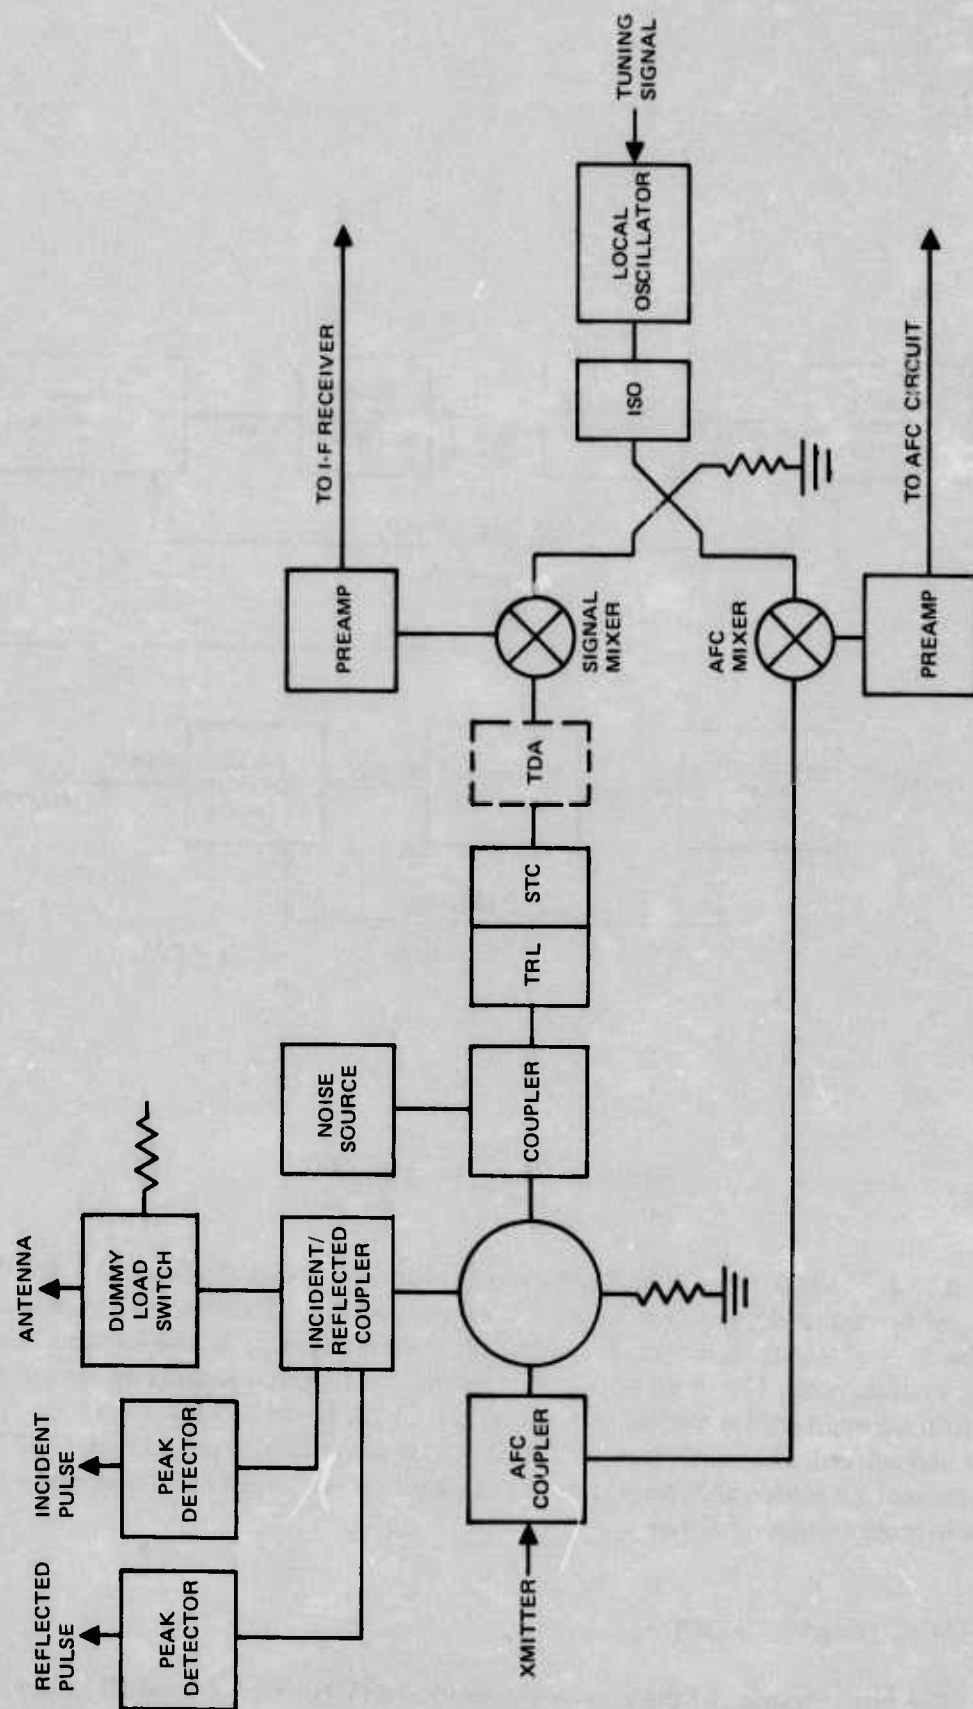 REFLECTED
PULSE
INCIDENT
PULSE
ANTENNA
PEAK
DETECTOR
PEAK
DETECTOR
DUMMY
LOAD
SWITCH
INCIDENT/
REFLECTED
COUPLER
NOISE
SOURCE
PREAMP
TO I-F RECEIVER
XMITTER
AFC
COUPLER
COUPLER
TRL
STC
TDA
SIGNAL
MIXER
ISO
LOCAL
OSCILLATOR
TUNING
SIGNAL
AFC
MIXER
PREAMP
TO AFC CIRCUIT